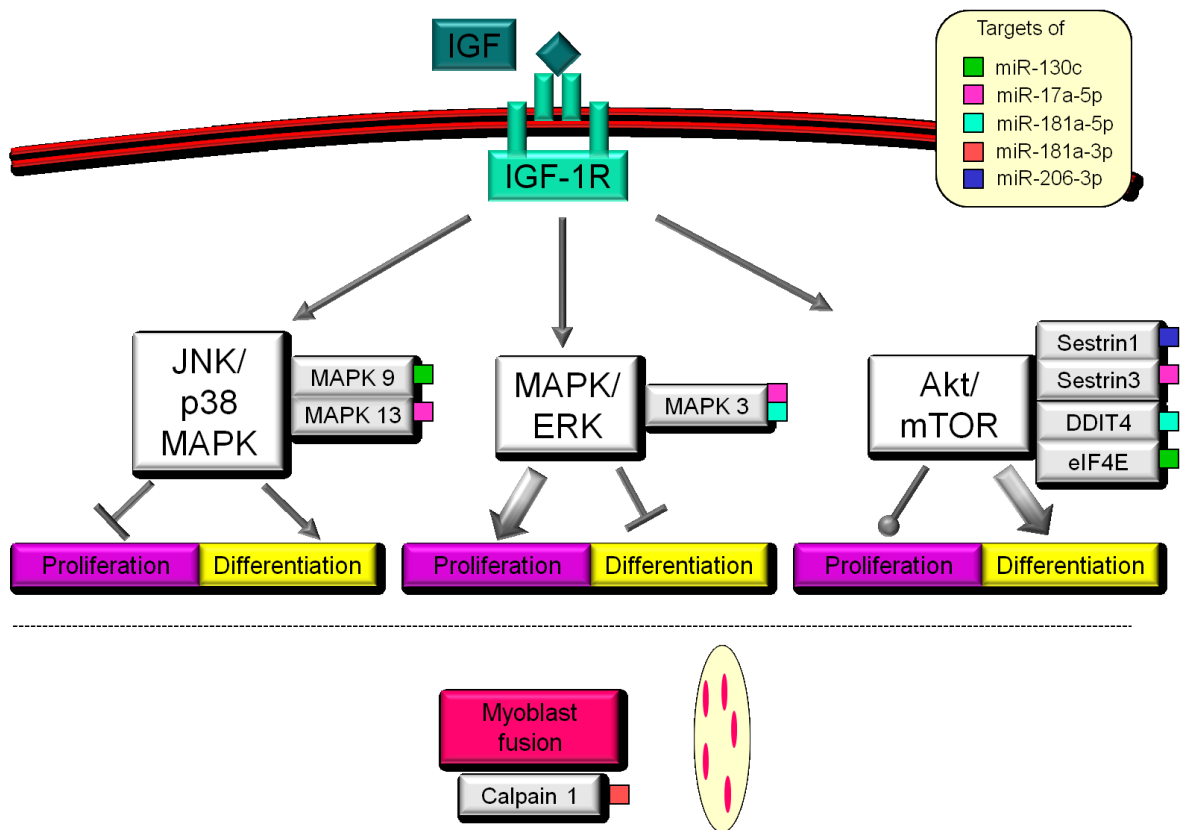 IGF
Targets of
miR-130c
miR-17a-5p
miR-181a-5p
miR-181a-3p
miR-206-3p
IGF-1R
JNK/
p38
MAPK
MAPK 9
MAPK 13
MAPK/
ERK
MAPK 3
Akt/
mTOR
Sestrin1
Sestrin3
DDIT4
eIF4E
Proliferation
Differentiation
Proliferation
Differentiation
Proliferation
Differentiation
Myoblast
fusion
Calpain 1